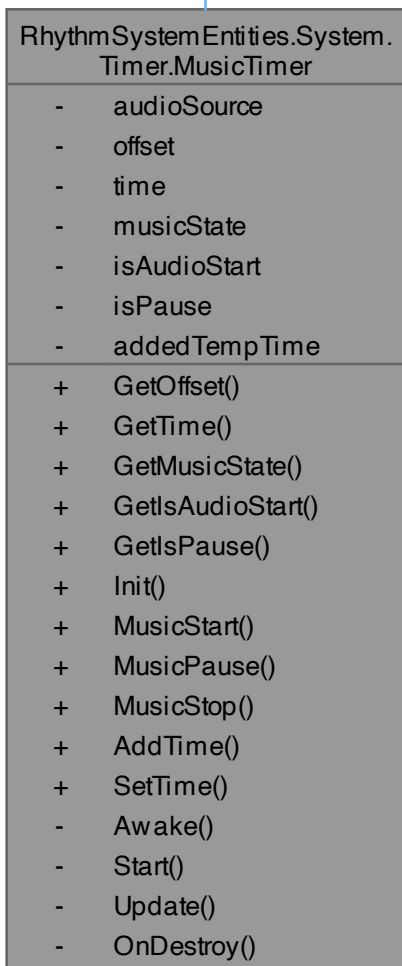 RhythmSystemEntities.System.
Timer.MusicTimer
- audioSource
- offset
- time
- musicState
- isAudioStart
- isPause
- addedTempTime
+ GetOffset()
+ GetTime()
+ GetMusicState()
+ GetIsAudioStart()
+ GetIsPause()
+ Init()
+ MusicStart()
+ MusicPause()
+ MusicStop()
+ AddTime()
+ SetTime()
- Awake()
- Start()
- Update()
- OnDestroy()